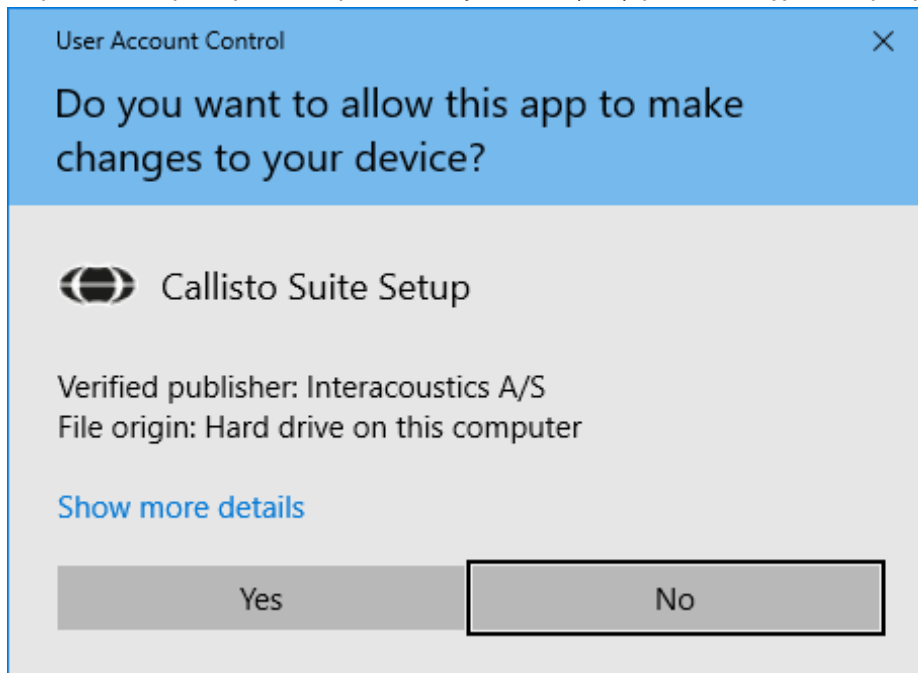 User Account Control
Do you want to allow this app to make
changes to your device?
Callisto Suite Setup
Verified publisher: Interacoustics A/S
File origin: Hard drive on this computer
Show more details
Yes
No